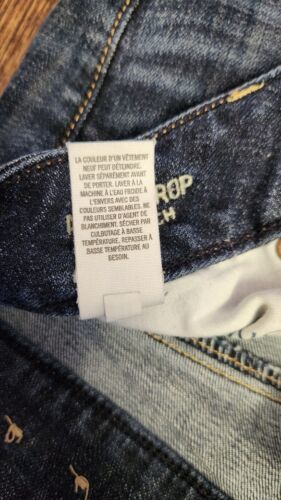 LA COULEUR D'UN VÊTEMENT
NEUF PEUT DÉTEINDRE.
LAVER SÉPARÉMENT AVANT
DE PORTER. LAVER À LA
MACHINE À L'EAU FROIDE À
L'ENVERS AVEC DES
COULEURS SEMBLABLES. NE
PAS UTILISER D'AGENT DE
BLANCHIMENT. SÉCHER PAR
CULBUTAGE À BASSE
TEMPÉRATURE, REPASSER À
BASSE TEMPÉRATURE AU
BESOIN.